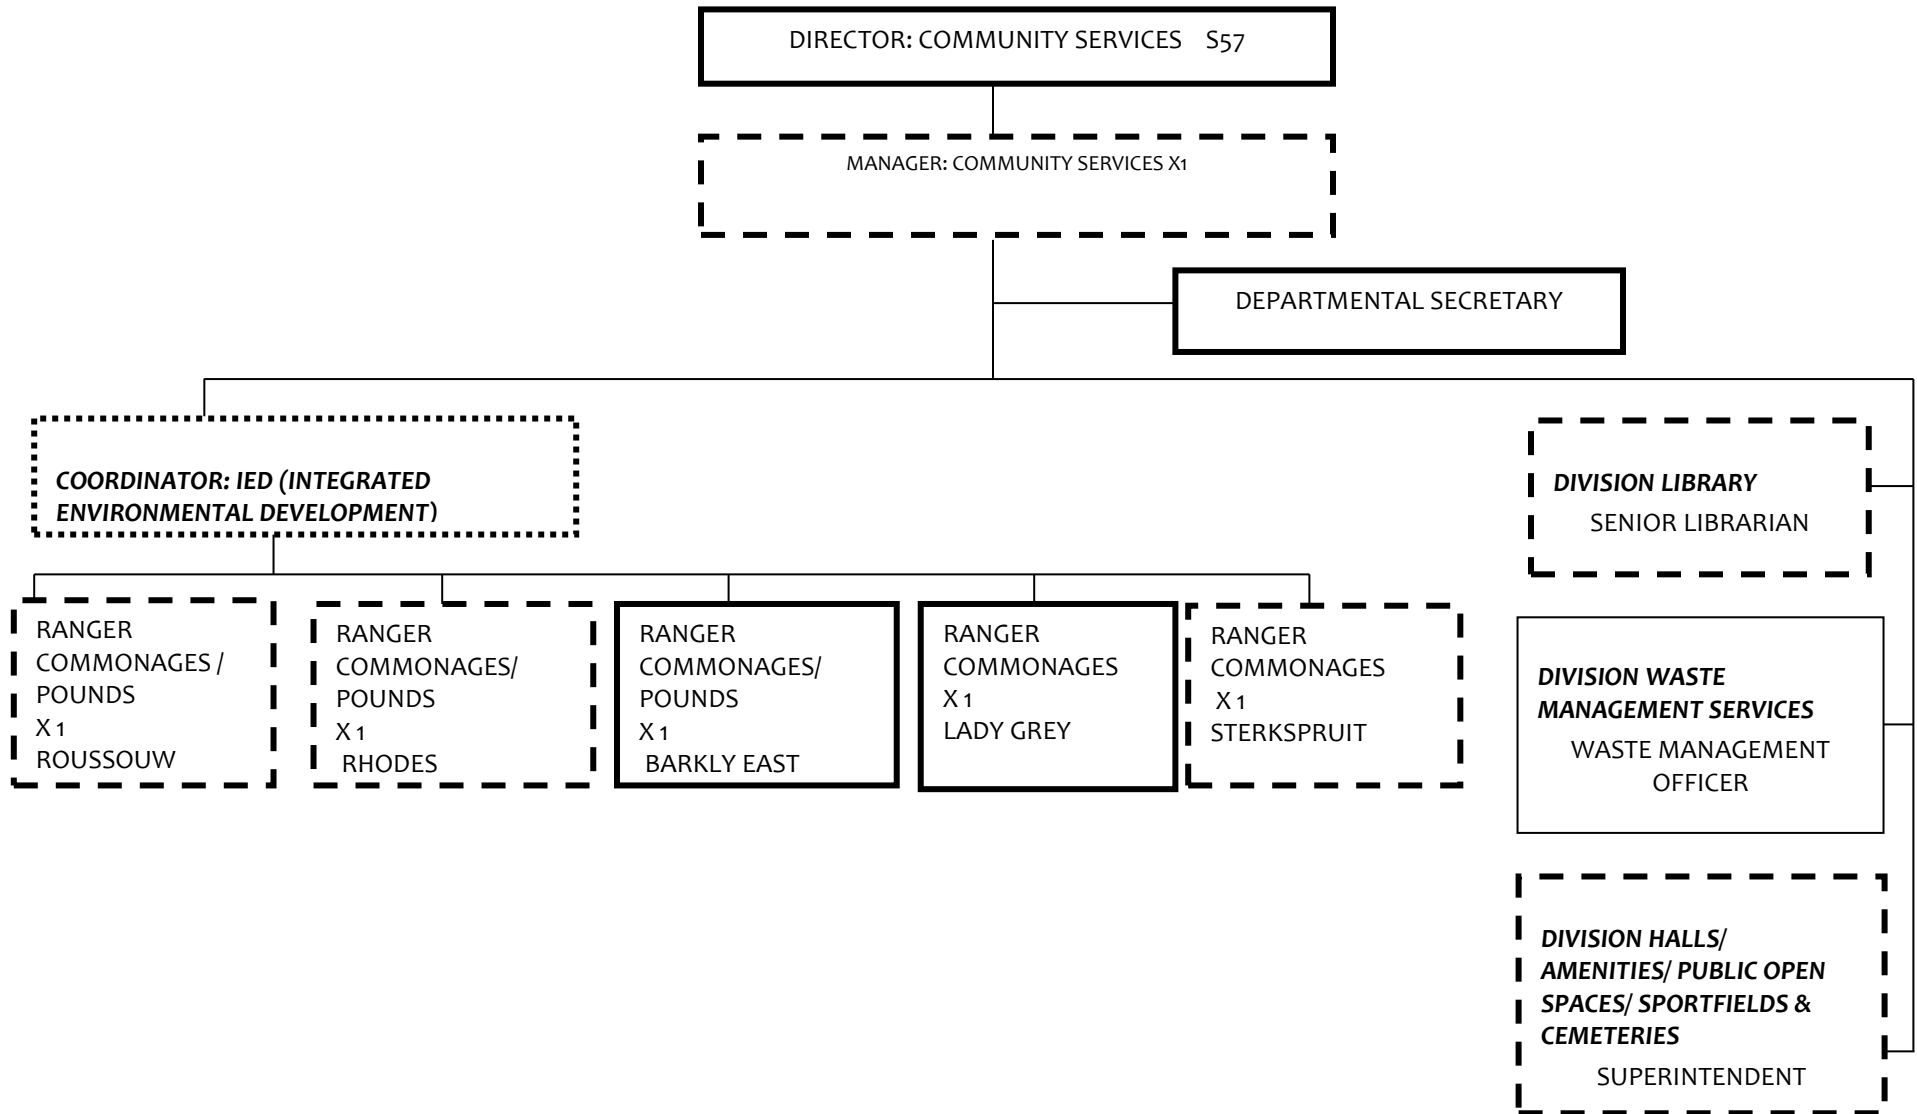 DIRECTOR: COMMUNITY SERVICES S57
MANAGER: COMMUNITY SERVICES X1
DEPARTMENTAL SECRETARY
COORDINATOR: IED (INTEGRATED
ENVIRONMENTAL DEVELOPMENT)
RANGER
COMMONAGES /
POUNDS
X 1
ROUSSOUW
RANGER
COMMONAGES/
POUNDS
X 1
RHODES
RANGER
COMMONAGES/
POUNDS
X 1
BARKLY EAST
RANGER
COMMONAGES
X 1
LADY GREY
RANGER
COMMONAGES
X 1
STERKSPRUIT
DIVISION LIBRARY
SENIOR LIBRARIAN
DIVISION WASTE
MANAGEMENT SERVICES
WASTE MANAGEMENT
OFFICER
DIVISION HALLS/
AMENITIES/ PUBLIC OPEN
SPACES/ SPORTFIELDS &
CEMETERIES
SUPERINTENDENT